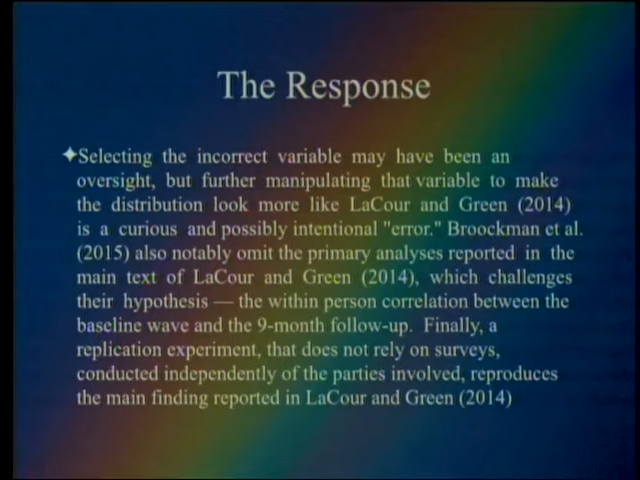 The Response
✦Selecting the incorrect variable may have been an
oversight, but further manipulating that variable to make
the distribution look more like LaCour and Green (2014)
is a curious and possibly intentional "error." Broockman et al.
(2015) also notably omit the primary analyses reported in the
main text of LaCour and Green (2014), which challenges
their hypothesis — the within person correlation between the
baseline wave and the 9-month follow-up. Finally, a
replication experiment, that does not rely on surveys,
conducted independently of the parties involved, reproduces
the main finding reported in LaCour and Green (2014)